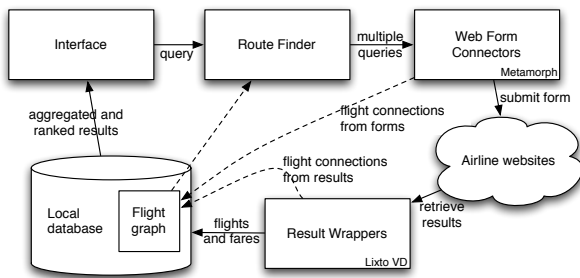 Interface
query
Route Finder
multiple
queries
Web Form
Connectors
Metamorph
submit form
aggregated and
ranked results
flight connections
from forms
flight connections
from results
Airline websites
retrieve
results
Local
database
Flight
graph
flights
and fares
Result Wrappers
Lixto VD